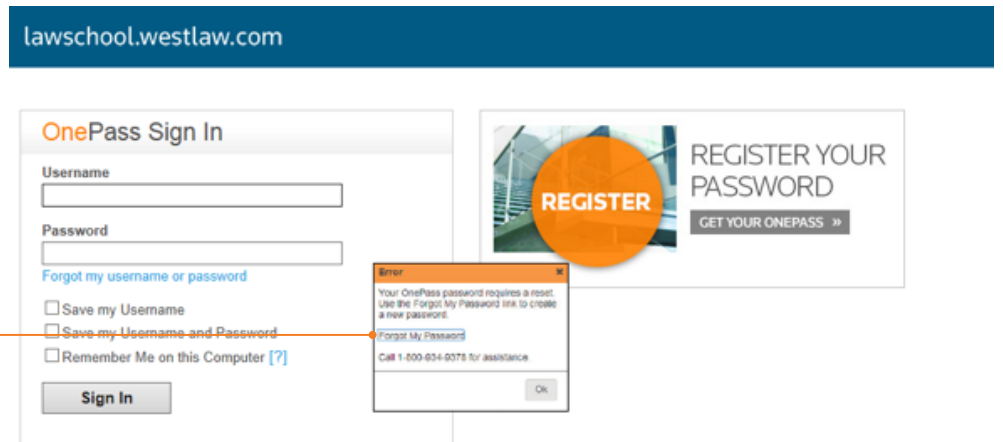 lawschool.westlaw.com
OnePass Sign In
Username
Password
Forgot my username or password
Save my Username
Save my Username and Password
Remember Me on this Computer [?]
Sign In
REGISTER
REGISTER YOUR
PASSWORD
GET YOUR ONEPASS »
Error ×
Your OnePass password requires a reset.
Use the Forgot My Password link to create
a new password.
Forgot My Password
Call 1-800-934-9378 for assistance.
Ok